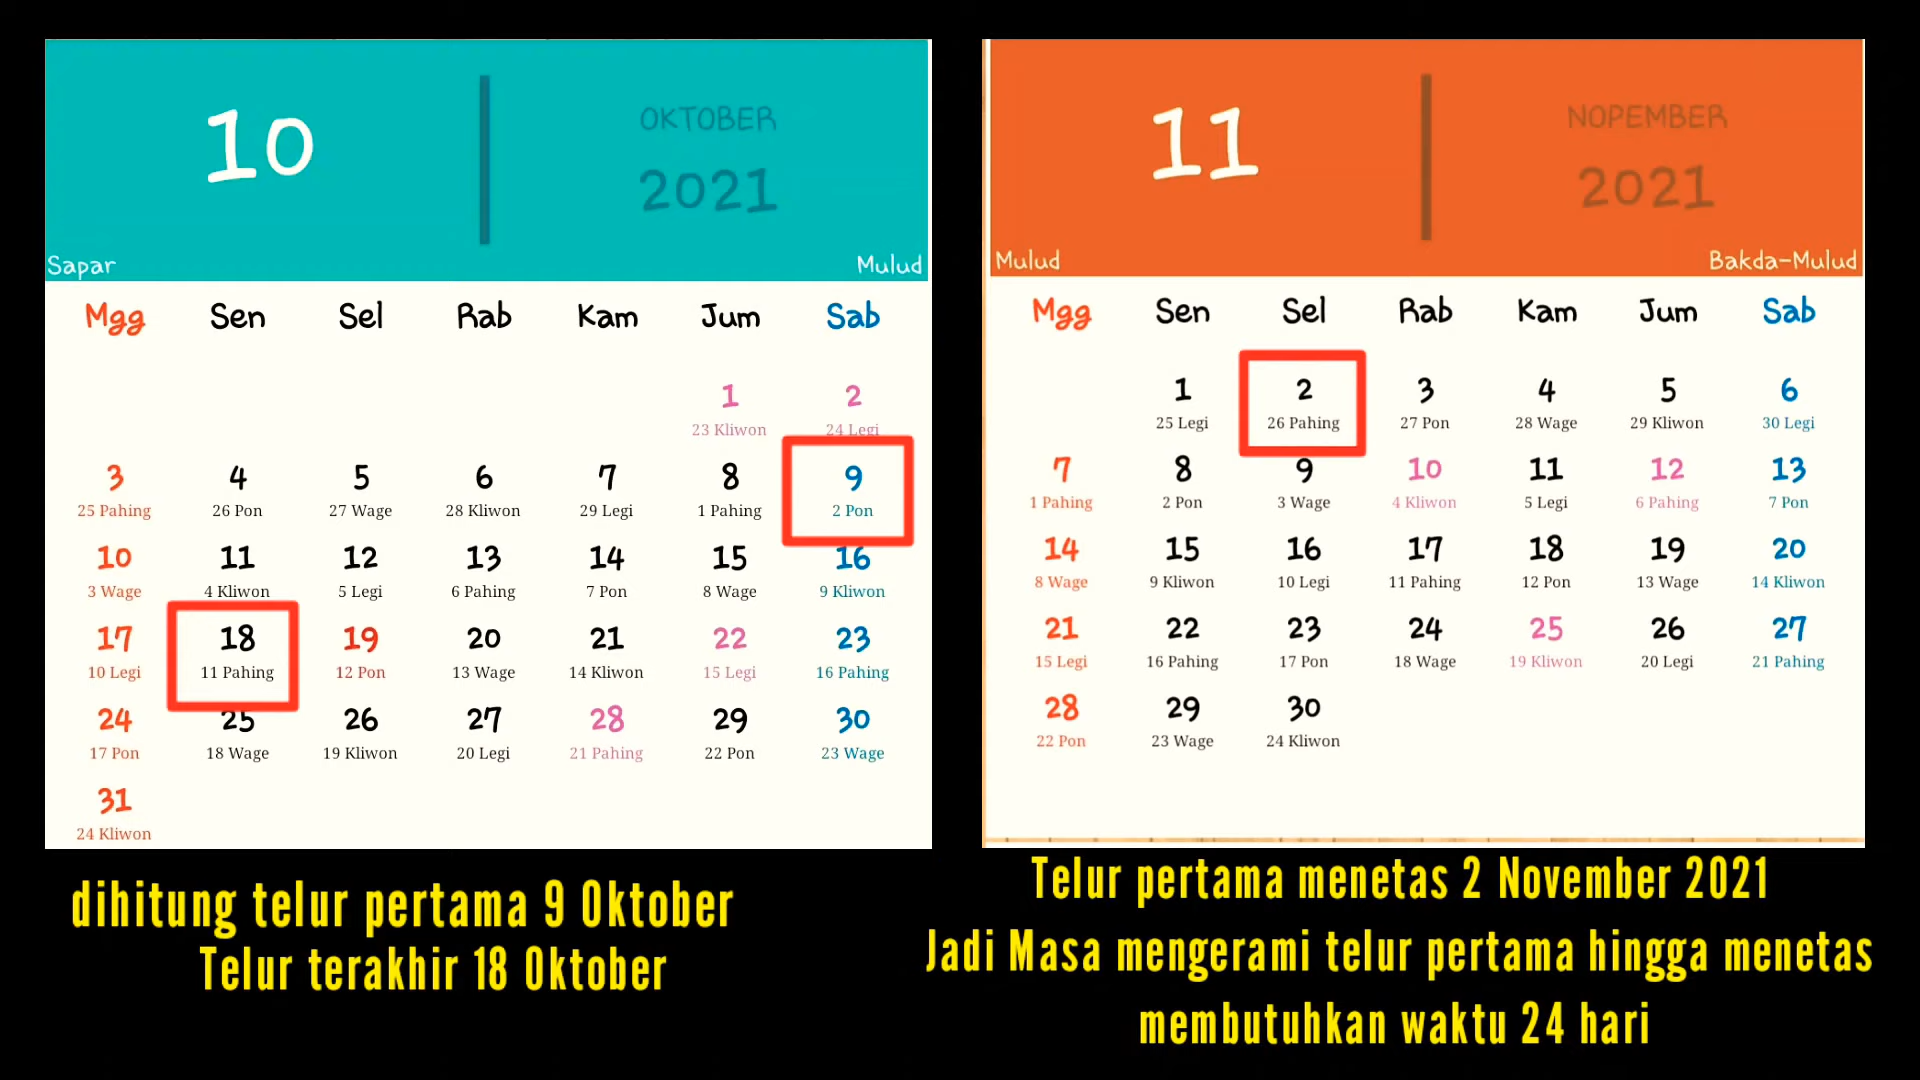 10
OKTOBER
2021
Sapar Mulud
Mgg Sen Sel Rab Kam Jum Sab
1 2
23 Kliwon 24 Legi
3 4 5 6 7 8 9
25 Pahing 26 Pon 27 Wage 28 Kliwon 29 Legi 1 Pahing 2 Pon
10 11 12 13 14 15 16
3 Wage 4 Kliwon 5 Legi 6 Pahing 7 Pon 8 Wage 9 Kliwon
17 18 19 20 21 22 23
10 Legi 11 Pahing 12 Pon 13 Wage 14 Kliwon 15 Legi 16 Pahing
24 25 26 27 28 29 30
17 Pon 18 Wage 19 Kliwon 20 Legi 21 Pahing 22 Pon 23 Wage
31
24 Kliwon
dihitung telur pertama 9 Oktober
Telur terakhir 18 Oktober
11
NOPEMBER
2021
Mulud Bakda-Mulud
Mgg Sen Sel Rab Kam Jum Sab
1 2 3 4 5 6
25 Legi 26 Pahing 27 Pon 28 Wage 29 Kliwon 30 Legi
7 8 9 10 11 12 13
1 Pahing 2 Pon 3 Wage 4 Kliwon 5 Legi 6 Pahing 7 Pon
14 15 16 17 18 19 20
8 Wage 9 Kliwon 10 Legi 11 Pahing 12 Pon 13 Wage 14 Kliwon
21 22 23 24 25 26 27
15 Legi 16 Pahing 17 Pon 18 Wage 19 Kliwon 20 Legi 21 Pahing
28 29 30
22 Pon 23 Wage 24 Kliwon
Telur pertama menetas 2 November 2021
Jadi Masa mengerami telur pertama hingga menetas
membutuhkan waktu 24 hari